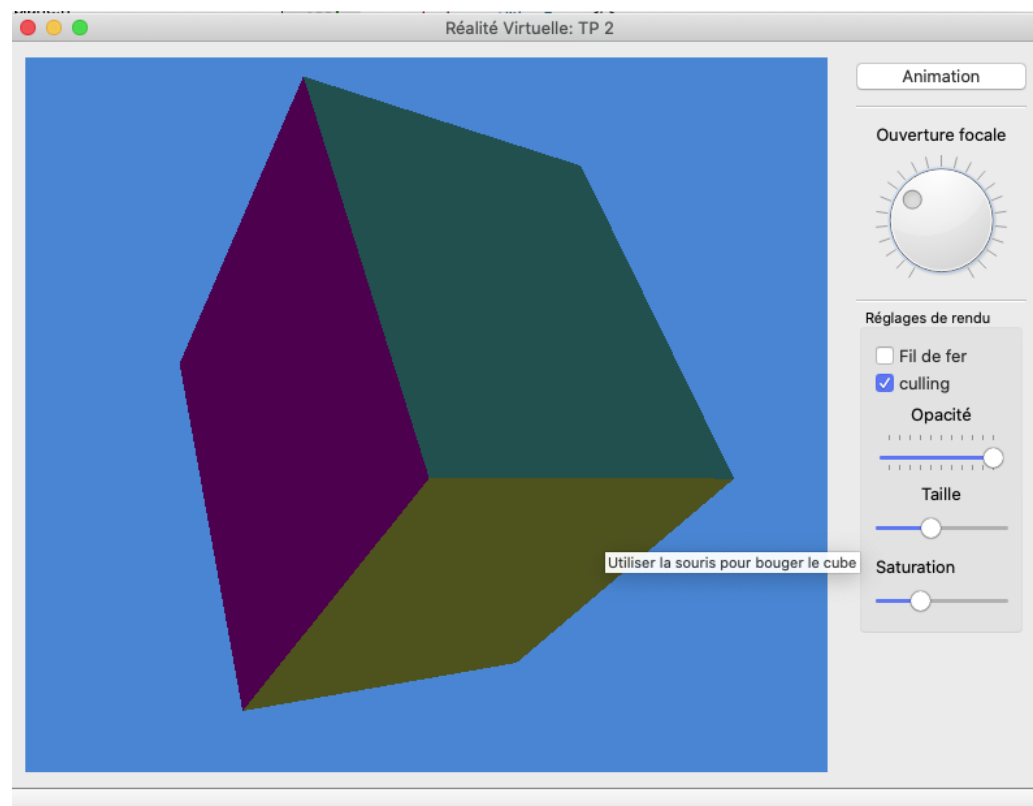 Réalité Virtuelle: TP 2
Animation
Ouverture focale
Réglages de rendu
Fil de fer
culling
Opacité
Taille
Utiliser la souris pour bouger le cube
Saturation